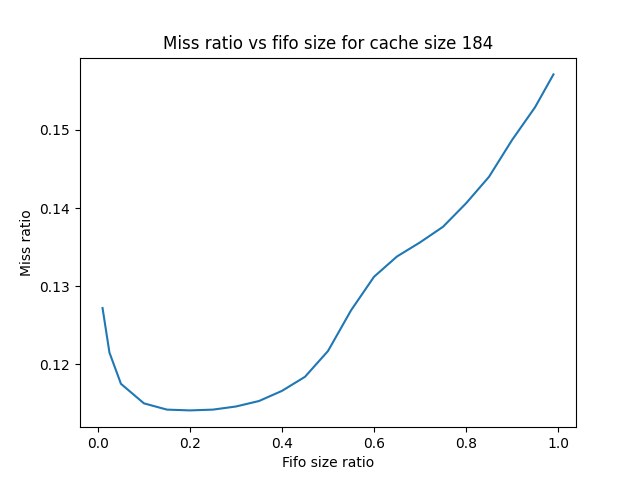 Miss ratio vs fifo size for cache size 184
0.15
0.14
0.13
0.12
Miss ratio
0.0 0.2 0.4 0.6 0.8 1.0
Fifo size ratio